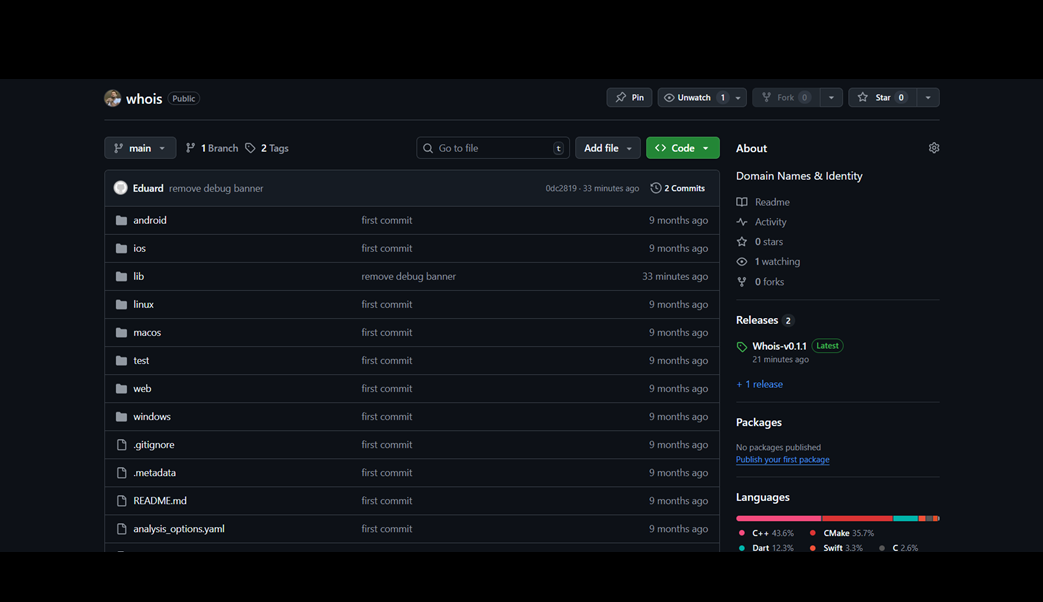 whois Public Pin Unwatch 1 Fork 0 Star 0
main 1 Branch 2 Tags Go to file t Add file Code
Eduard remove debug banner 0dc2819 · 33 minutes ago 2 Commits
android first commit 9 months ago
ios first commit 9 months ago
lib remove debug banner 33 minutes ago
linux first commit 9 months ago
macos first commit 9 months ago
test first commit 9 months ago
web first commit 9 months ago
windows first commit 9 months ago
.gitignore first commit 9 months ago
.metadata first commit 9 months ago
README.md first commit 9 months ago
analysis_options.yaml first commit 9 months ago
About
Domain Names & Identity
Readme
Activity
0 stars
1 watching
0 forks
Releases 2
Whois-v0.1.1 Latest
21 minutes ago
+ 1 release
Packages
No packages published
Publish your first package
Languages
C++ 43.6% CMake 35.7%
Dart 12.3% Swift 3.3% C 2.6%